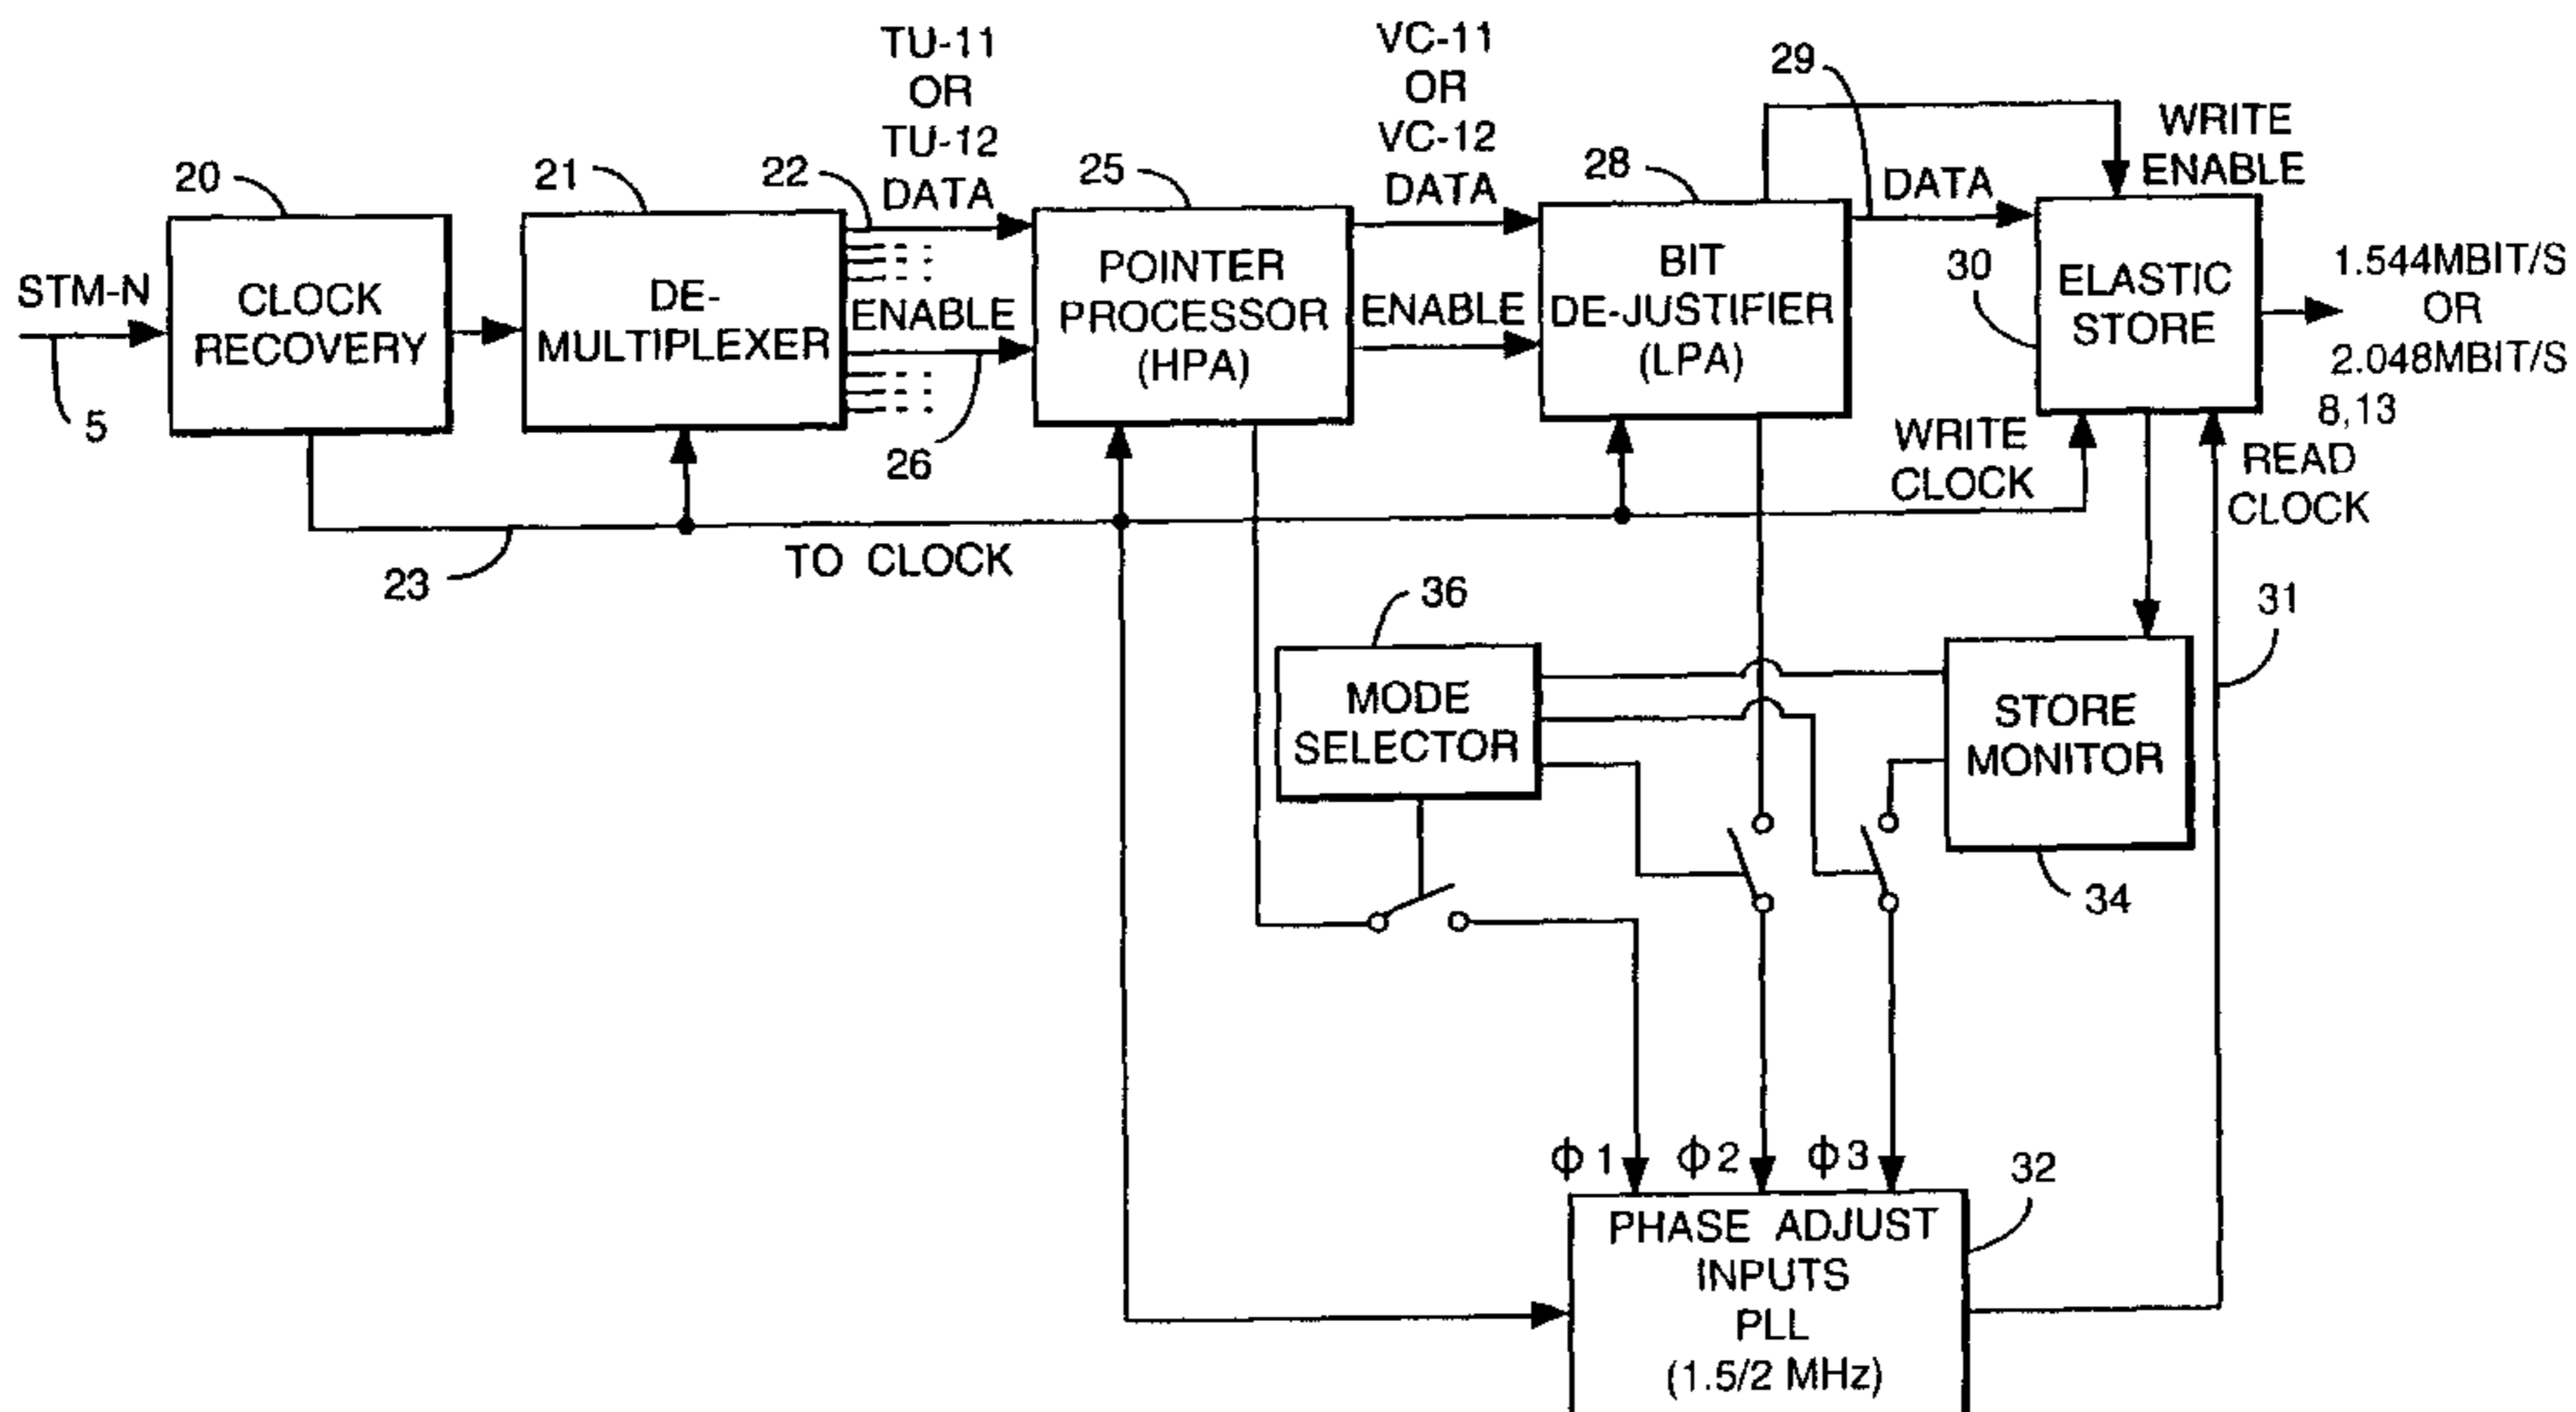 TU-11
OR
TU-12
DATA
VC-11
OR
VC-12
DATA
29
WRITE
ENABLE
20
21
22
25
28
DATA
STM-N
5
CLOCK
RECOVERY
DE-
MULTIPLEXER
ENABLE
26
POINTER
PROCESSOR
(HPA)
ENABLE
BIT
DE-JUSTIFIER
(LPA)
30
ELASTIC
STORE
1.544MBIT/S
OR
2.048MBIT/S
8,13
WRITE
CLOCK
READ
CLOCK
23
TO CLOCK
36
31
MODE
SELECTOR
STORE
MONITOR
34
ϕ1
ϕ2
ϕ3
32
PHASE ADJUST
INPUTS
PLL
(1.5/2 MHz)